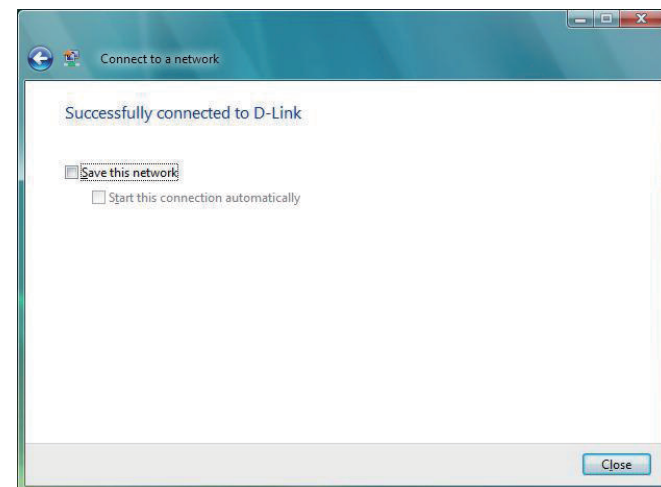 Connect to a network
Successfully connected to D-Link
Save this network
Start this connection automatically
Close